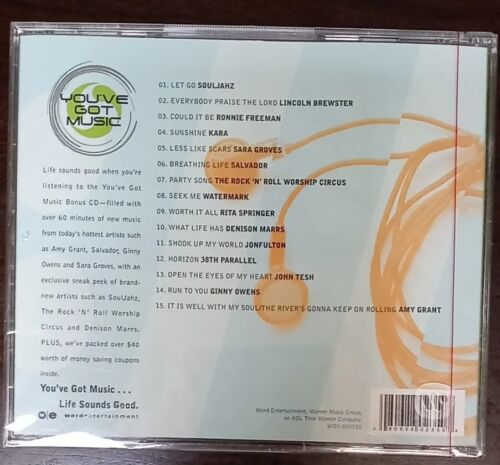 YOU'VE
GOT
MUSIC
Life sounds good when you're
listening to the You've Got
Music Bonus CD—filled with
over 60 minutes of new music
from today's hottest artists such
as Amy Grant, Salvador, Ginny
Owens and Sara Groves, with an
exclusive sneak peek of brand-
new artists such as SoulJahz,
The Rock 'N' Roll Worship
Circus and Denison Marrs.
PLUS, we've packed over $40
worth of money saving coupons
inside.
You've Got Music . . .
Life Sounds Good.
wordentertainment
01. LET GO SOULJAHZ
02. EVERYBODY PRAISE THE LORD LINCOLN BREWSTER
03. COULD IT BE RONNIE FREEMAN
04. SUNSHINE KARA
05. LESS LIKE SCARS SARA GROVES
06. BREATHING LIFE SALVADOR
07. PARTY SONG THE ROCK 'N' ROLL WORSHIP CIRCUS
08. SEEK ME WATERMARK
09. WORTH IT ALL RITA SPRINGER
10. WHAT LIFE HAS DENISON MARRS
11. SHOOK UP MY WORLD JONFULTON
12. HORIZON 38TH PARALLEL
13. OPEN THE EYES OF MY HEART JOHN TESH
14. RUN TO YOU GINNY OWENS
15. IT IS WELL WITH MY SOUL/THE RIVER'S GONNA KEEP ON ROLLING AMY GRANT
Word Entertainment, Warner Music Group
an AOL Time Warner Company.